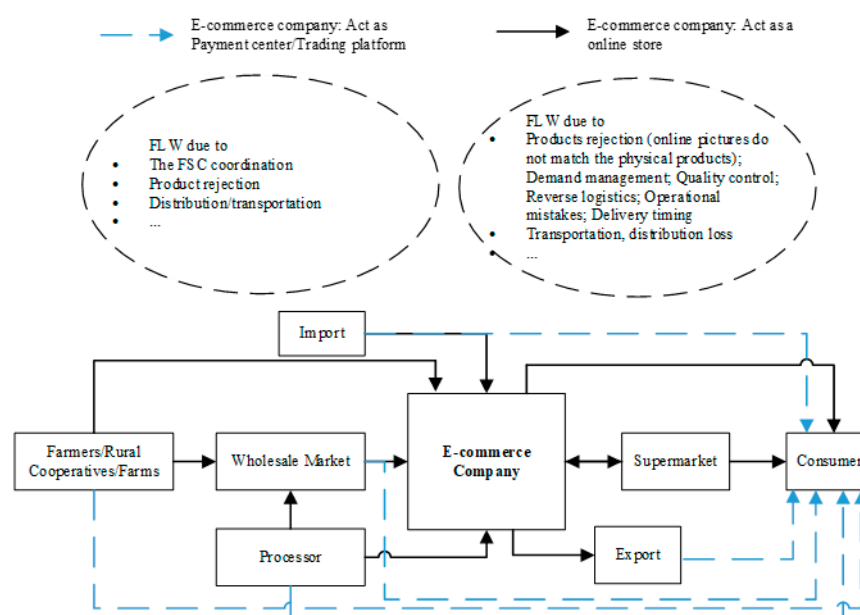 E-commerce company: Act as
Payment center/Trading platform
E-commerce company: Act as a
online store
FLW due to
• The FSC coordination
• Product rejection
• Distribution/transportation
• ...
FLW due to
• Products rejection (online pictures do
not match the physical products);
Demand management; Quality control;
Reverse logistics; Operational
mistakes; Delivery timing
• Transportation, distribution loss
• ...
Import
Farmers/Rural
Cooperatives/Farms
Wholesale Market
E-commerce
Company
Supermarket
Consumer
Processor
Export